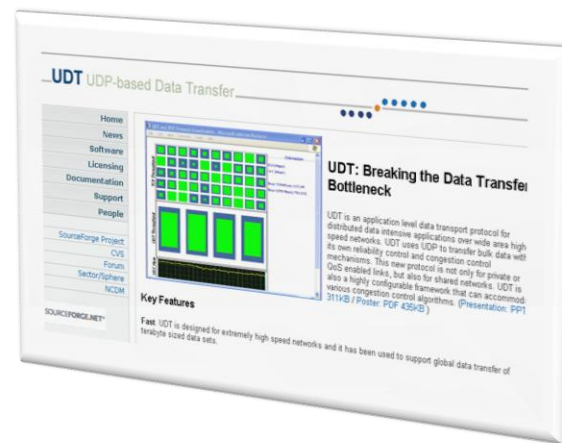 UDT UDP-based Data Transfer
Home
News
Software
Licensing
Documentation
Support
People
SourceForge Project
CVS
Forum
Sector/Sphere
NCDM
SOURCEFORGE.NET®
UDT: Breaking the Data Transfer
Bottleneck
UDT is an application level data transport protocol for
distributed data intensive applications over wide area high
speed networks. UDT uses UDP to transfer bulk data with
its own reliability control and congestion control
mechanisms. This new protocol is not only for private or
QoS enabled links, but also for shared networks. UDT is
also a highly configurable framework that can accommoda
various congestion control algorithms. (Presentation: PPT
311KB / Poster: PDF 435KB )
Key Features
Fast. UDT is designed for extremely high speed networks and it has been used to support global data transfer of
terabyte sized data sets.